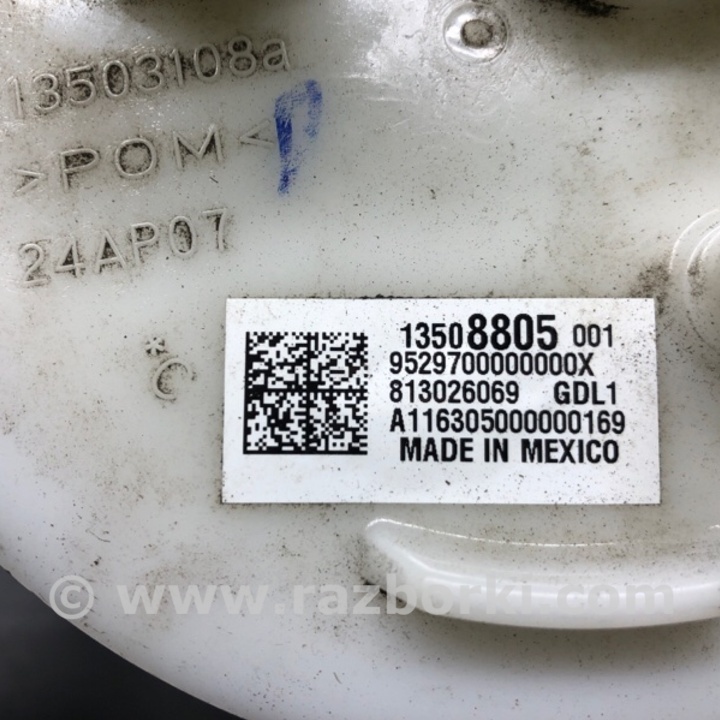 13503108a
>POM<
24AP07
*C
13508805 001
9529700000000X
813026069 GDL1
A116305000000169
MADE IN MEXICO
© www.razborki.com